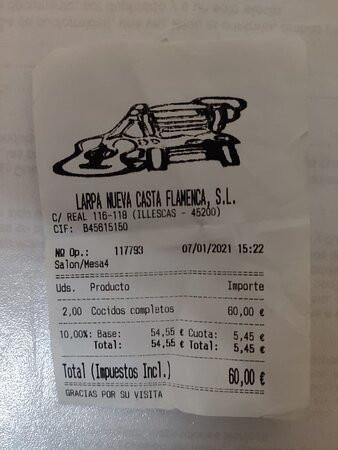 LARPA NUEVA CASTA FLAMENCA, S.L.
C/ REAL 116-118 (ILLESCAS - 45200)
CIF: B45615150
Nº Op.: 117793 07/01/2021 15:22
Salon/Mesa4
Uds. Producto Importe
2,00 Cocidos completos 60,00 €
10,00%: Base: 54,55 € Cuota: 5,45 €
Total: 54,55 € Total: 5,45 €
Total (Impuestos Incl.) 60,00 €
GRACIAS POR SU VISITA